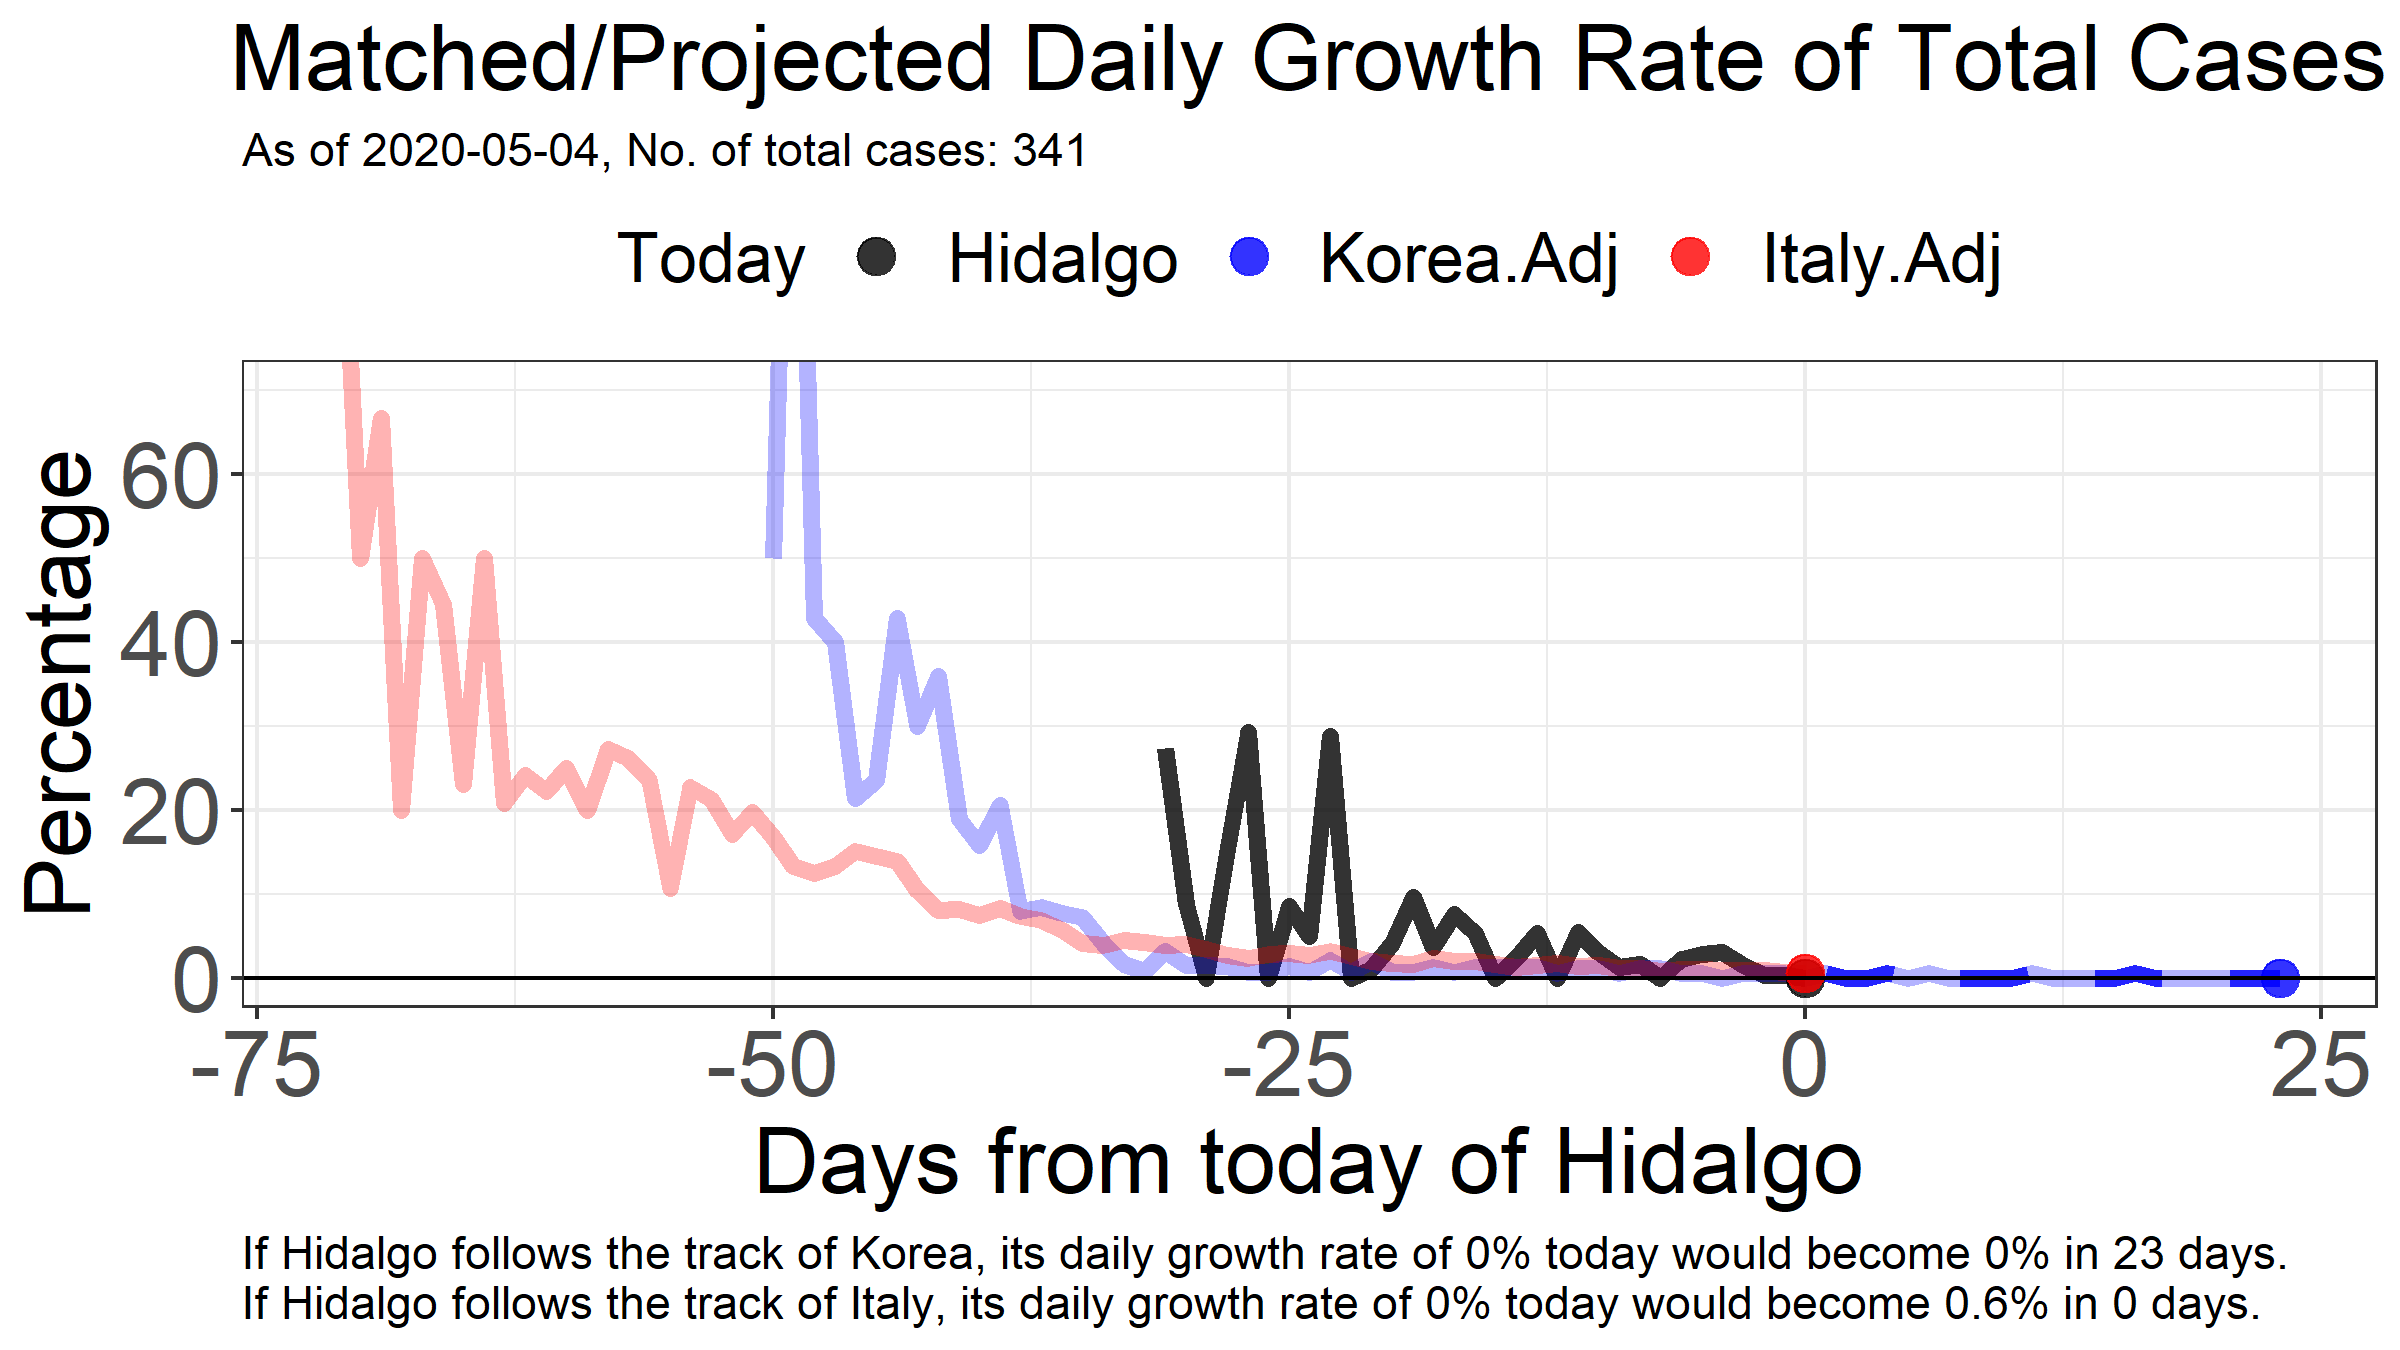 Matched/Projected Daily Growth Rate of Total Cases
As of 2020-05-04, No. of total cases: 341
Today Hidalgo Korea.Adj Italy.Adj
Percentage
60
40
20
0
-75 -50 -25 0 25
Days from today of Hidalgo
If Hidalgo follows the track of Korea, its daily growth rate of 0% today would become 0% in 23 days.
If Hidalgo follows the track of Italy, its daily growth rate of 0% today would become 0.6% in 0 days.